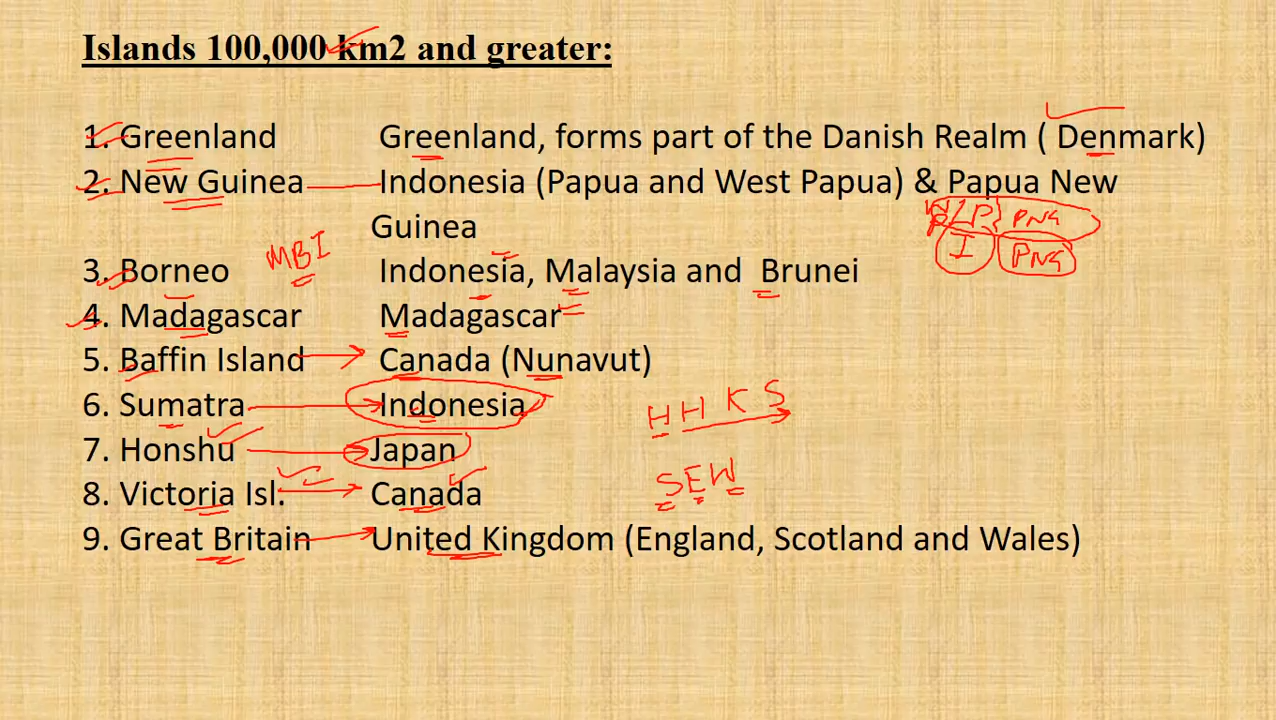 Islands 100,000 km2 and greater:
1. Greenland Greenland, forms part of the Danish Realm ( Denmark)
2. New Guinea Indonesia (Papua and West Papua) & Papua New
Guinea
WP/P PNG
I PNG
MBI
3. Borneo Indonesia, Malaysia and Brunei
4. Madagascar Madagascar
5. Baffin Island Canada (Nunavut)
6. Sumatra Indonesia
H H K S
7. Honshu Japan
8. Victoria Isl. Canada
SEW
9. Great Britain United Kingdom (England, Scotland and Wales)